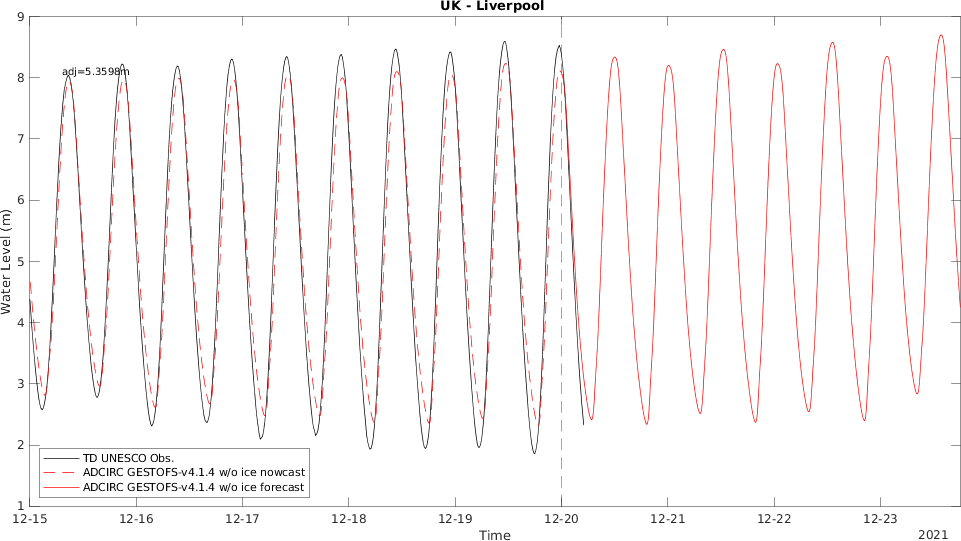 UK - Liverpool
9
8
7
6
5
4
3
2
1
Water Level (m)
adj=5.3598m
TD UNESCO Obs.
ADCIRC GESTOFS-v4.1.4 w/o ice nowcast
ADCIRC GESTOFS-v4.1.4 w/o ice forecast
12-15 12-16 12-17 12-18 12-19 12-20 12-21 12-22 12-23
Time
2021